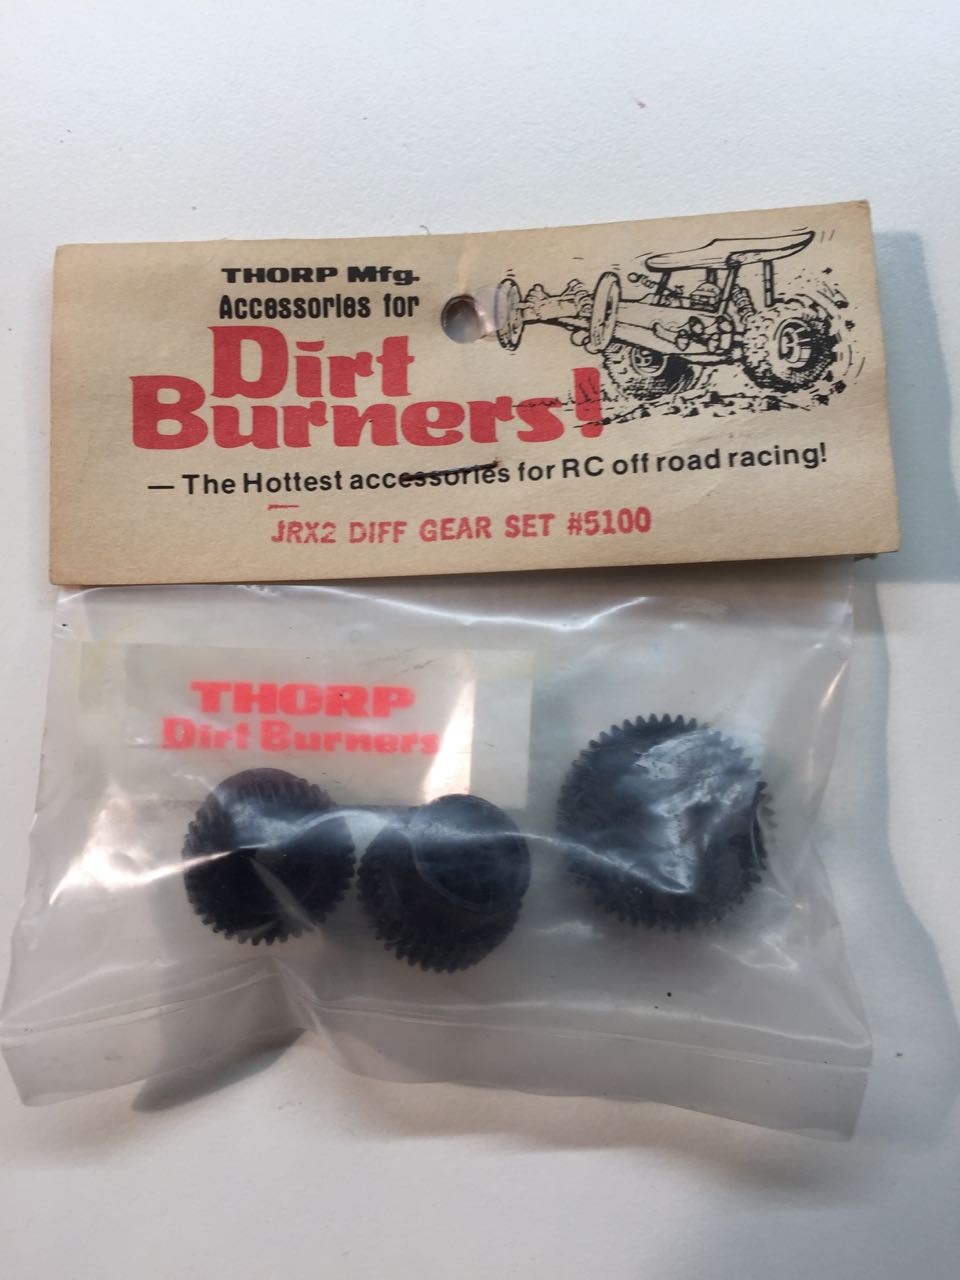 THORP Mfg.
Accessories for
Dirt
Burners!
— The Hottest accessories for RC off road racing!
JRX2 DIFF GEAR SET #5100
THORP
Dirt Burners